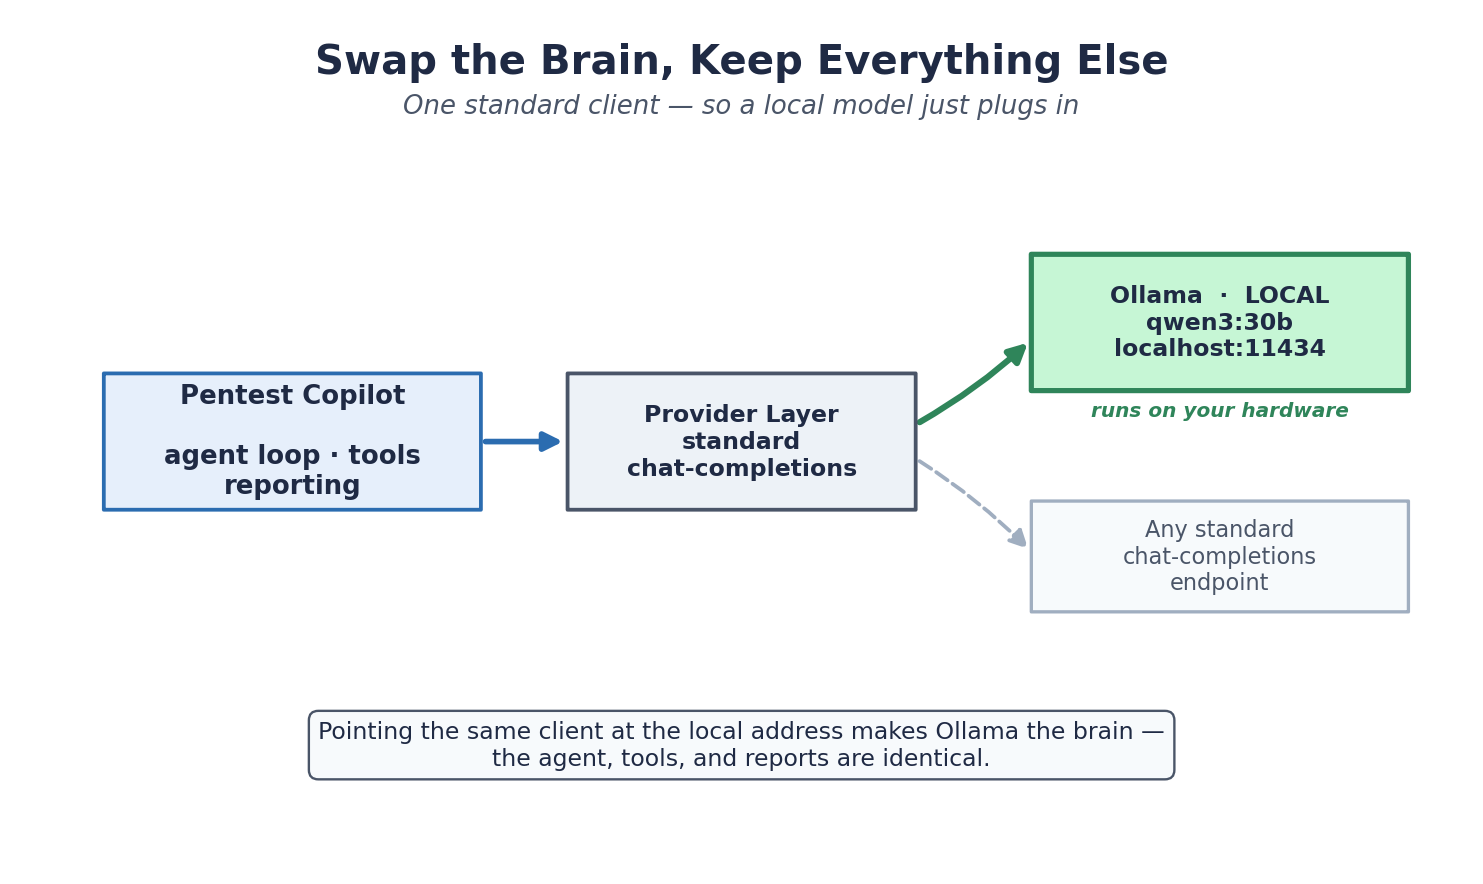 Swap the Brain, Keep Everything Else
One standard client — so a local model just plugs in
Pentest Copilot
agent loop · tools
reporting
Provider Layer
standard
chat-completions
Ollama · LOCAL
qwen3:30b
localhost:11434
runs on your hardware
Any standard
chat-completions
endpoint
Pointing the same client at the local address makes Ollama the brain —
the agent, tools, and reports are identical.